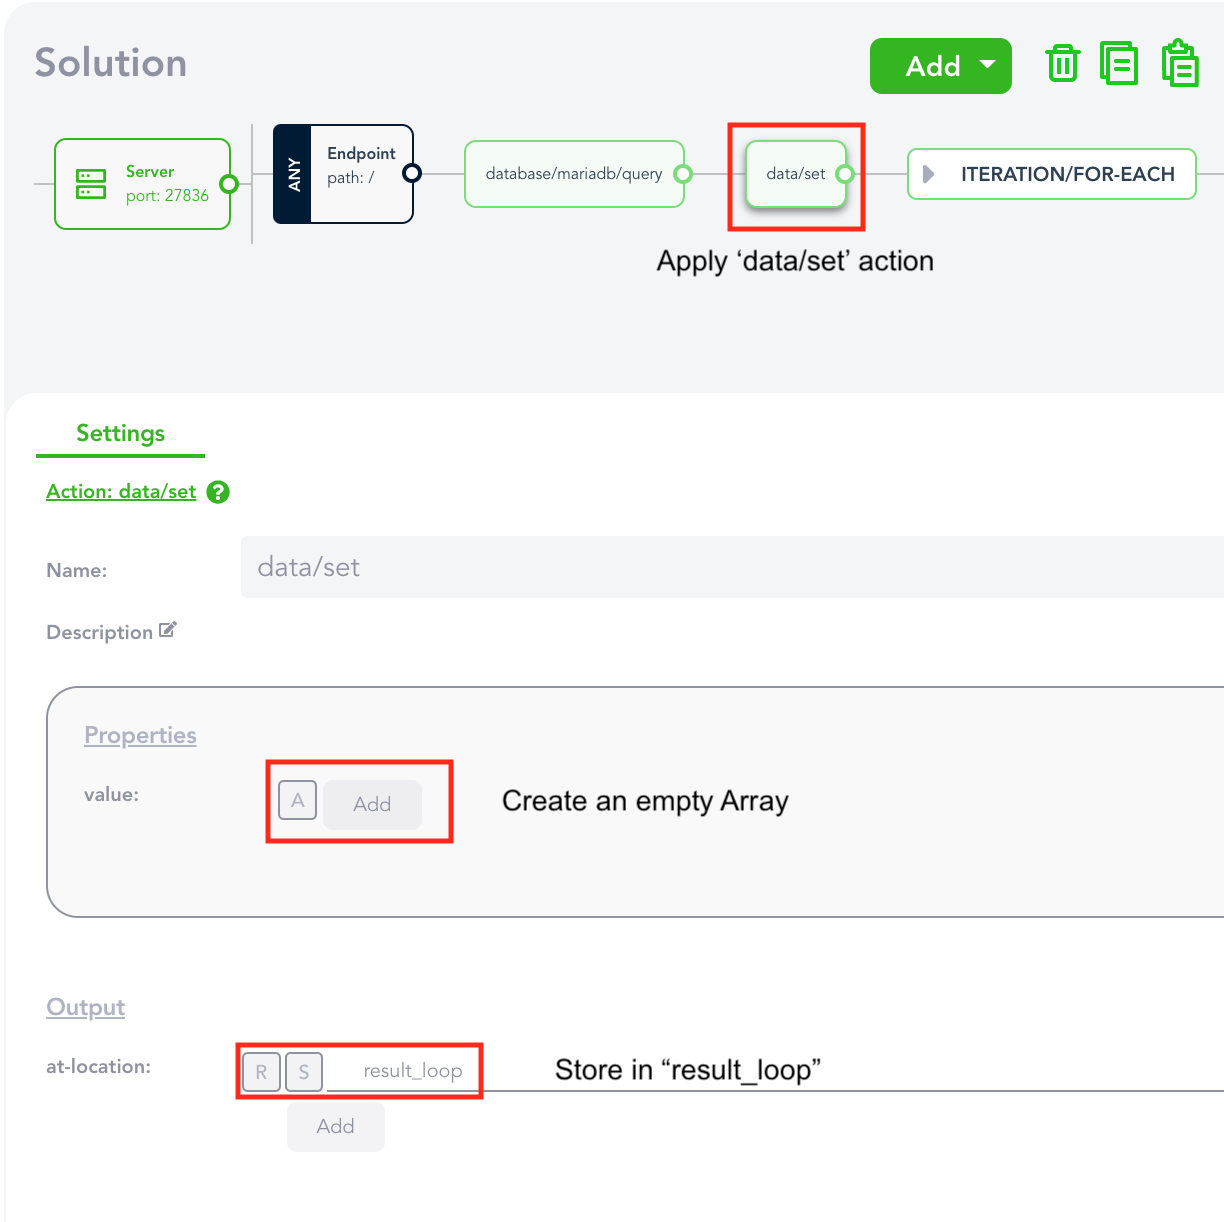 Solution
Add
Server
port: 27836
ANY
Endpoint
path: /
database/mariadb/query
data/set
ITERATION/FOR-EACH
Apply ‘data/set’ action
Settings
Action: data/set ?
Name:
data/set
Description
Properties
value:
A
Add
Create an empty Array
Output
at-location:
R S result_loop
Store in “result_loop”
Add